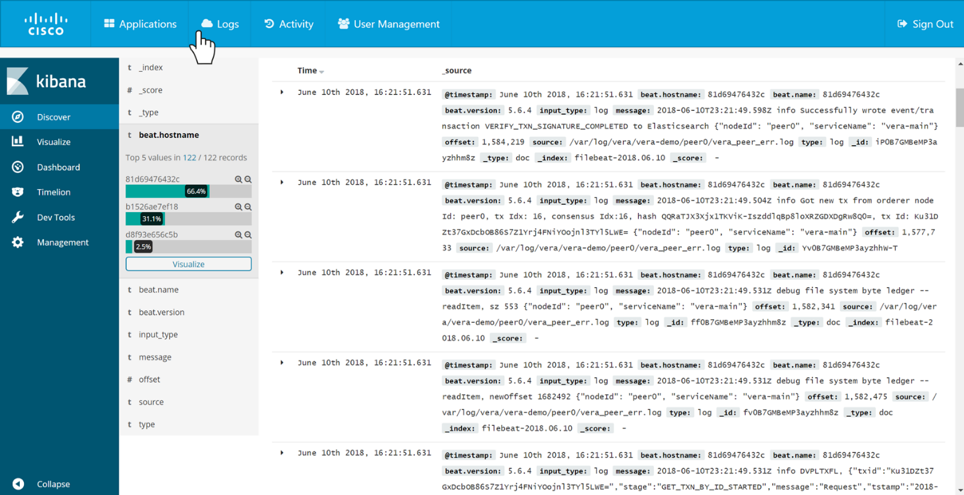 CISCO
Applications
Logs
Activity
User Management
Sign Out
kibana
Discover
Visualize
Dashboard
Timelion
Dev Tools
Management
Collapse
t _index
# _score
t _type
t beat.hostname
Top 5 values in 122 / 122 records
81d69476432c
66.4%
b1526ae7ef18
31.1%
d8f93e656c5b
2.5%
Visualize
t beat.name
t beat.version
t input_type
t message
# offset
t source
t type
Time _source
June 10th 2018, 16:21:51.631
@timestamp: June 10th 2018, 16:21:51.631 beat.hostname: 81d69476432c beat.name: 81d69476432c
beat.version: 5.6.4 input_type: log message: 2018-06-10T23:21:49.598Z info Successfully wrote event/tra
nsaction VERIFY_TXN_SIGNATURE_COMPLETED to Elasticsearch {"nodeId": "peer0", "serviceName": "vera-main"}
offset: 1,584,219 source: /var/log/vera/vera-demo/peer0/vera_peer_err.log type: log _id: iPOB7GMBeMP3a
yzhhm8z _type: doc _index: filebeat-2018.06.10 _score: -
June 10th 2018, 16:21:51.631
@timestamp: June 10th 2018, 16:21:51.631 beat.hostname: 81d69476432c beat.name: 81d69476432c
beat.version: 5.6.4 input_type: log message: 2018-06-10T23:21:49.504Z info Got new tx from orderer node
Id: peer0, tx Idx: 16, consensus Idx:16, hash QQRaTJX3Xjx1TKViK-IszddlqBp8loXRZGDXDgRw8QO=, tx Id: Ku31D
Zt37GxDcbOB86S7Z1Yrj4FNiYOojnl3TYl5LWE= {"nodeId": "peer0", "serviceName": "vera-main"} offset: 1,577,7
33 source: /var/log/vera/vera-demo/peer0/vera_peer_err.log type: log _id: YvOB7GMBeMP3ayzhhW-T
June 10th 2018, 16:21:51.631
@timestamp: June 10th 2018, 16:21:51.631 beat.hostname: 81d69476432c beat.name: 81d69476432c
beat.version: 5.6.4 input_type: log message: 2018-06-10T23:21:49.531Z debug file system byte ledger --
readItem, sz 553 {"nodeId": "peer0", "serviceName": "vera-main"} offset: 1,582,341 source: /var/log/ver
a/vera-demo/peer0/vera_peer_err.log type: log _id: ffOB7GMBeMP3ayzhhm8z _type: doc _index: filebeat-2
018.06.10 _score: -
June 10th 2018, 16:21:51.631
@timestamp: June 10th 2018, 16:21:51.631 beat.hostname: 81d69476432c beat.name: 81d69476432c
beat.version: 5.6.4 input_type: log message: 2018-06-10T23:21:49.531Z debug file system byte ledger --
readItem, newOffset 1682492 {"nodeId": "peer0", "serviceName": "vera-main"} offset: 1,582,475 source: /
var/log/vera/vera-demo/peer0/vera_peer_err.log type: log _id: fvOB7GMBeMP3ayzhhm8z _type: doc
_index: filebeat-2018.06.10 _score: -
June 10th 2018, 16:21:51.631
@timestamp: June 10th 2018, 16:21:51.631 beat.hostname: 81d69476432c beat.name: 81d69476432c
beat.version: 5.6.4 input_type: log message: 2018-06-10T23:21:49.531Z info DVPLTXFL, {"txid":"Ku31DZt37
GxDcbOB86S7Z1Yrj4FNiYOojnl3TYl5LWE=","stage":"GET_TXN_BY_ID_STARTED","message":"Request","tstamp":"2018-